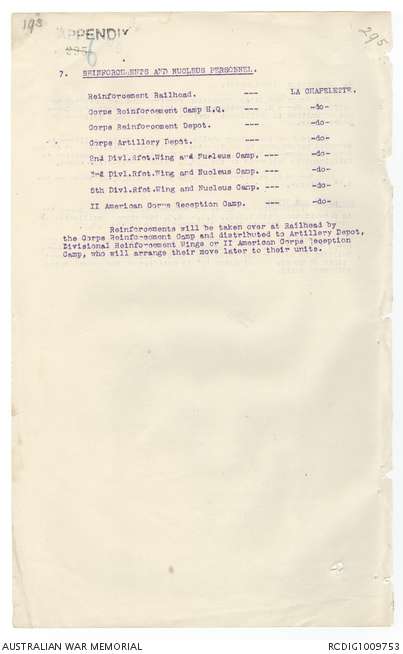 193
295
APPENDIX
6
7. REINFORCEMENTS AND NUCLEUS PERSONNEL.
Reinforcement Railhead. --- LA CHAPELETTE.
Corps Reinforcement Camp H.Q. --- -do-
Corps Reinforcement Depot. --- -do-
Corps Artillery Depot. --- -do-
2nd Divl.Rfct.Wing and Nucleus Camp. --- -do-
3rd Divl.Rfct.Wing and Nucleus Camp. --- -do-
5th Divl.Rfct.Wing and Nucleus Camp. --- -do-
II American Corps Reception Camp. --- -do-
Reinforcements will be taken over at Railhead by
the Corps Reinforcement Camp and distributed to Artillery Depot,
Divisional Reinforcement Wings or II American Corps Reception
Camp, who will arrange their move later to their units.
AUSTRALIAN WAR MEMORIAL
RCDIG1009753